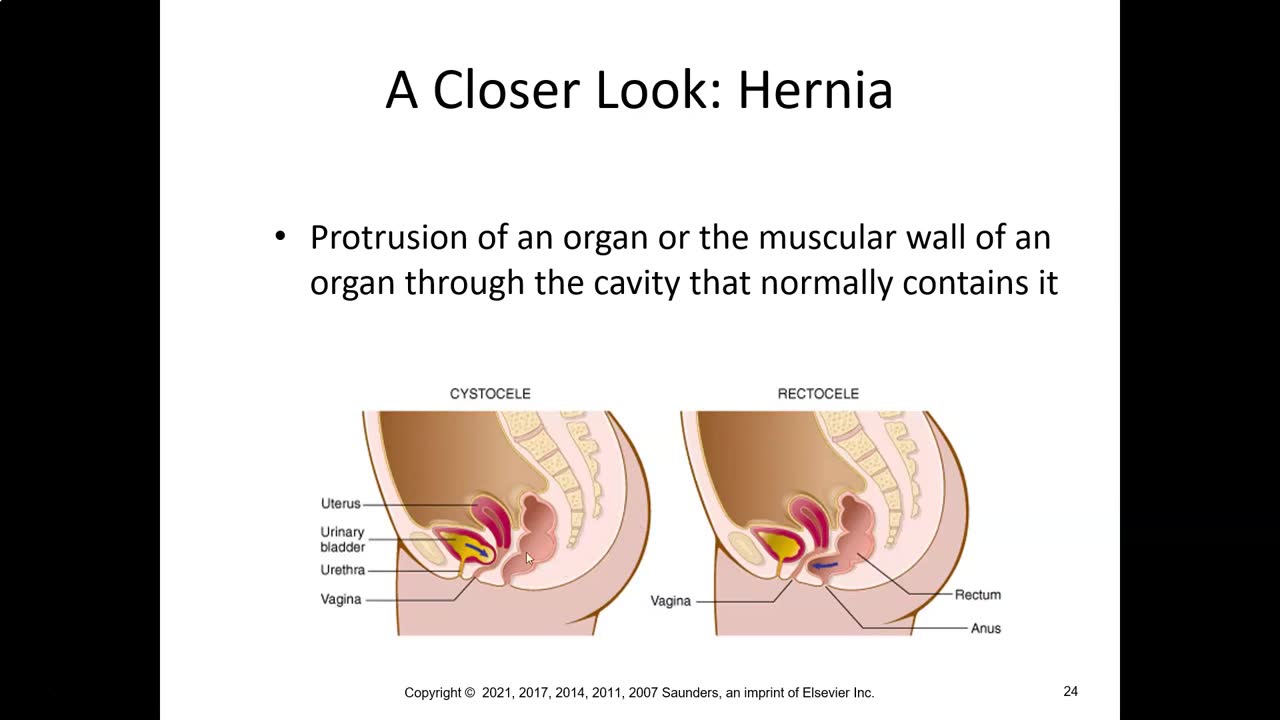 A Closer Look: Hernia
• Protrusion of an organ or the muscular wall of an
organ through the cavity that normally contains it
CYSTOCELE
Uterus
Urinary
bladder
Urethra
Vagina
RECTOCELE
Vagina
Rectum
Anus
Copyright © 2021, 2017, 2014, 2011, 2007 Saunders, an imprint of Elsevier Inc.
24